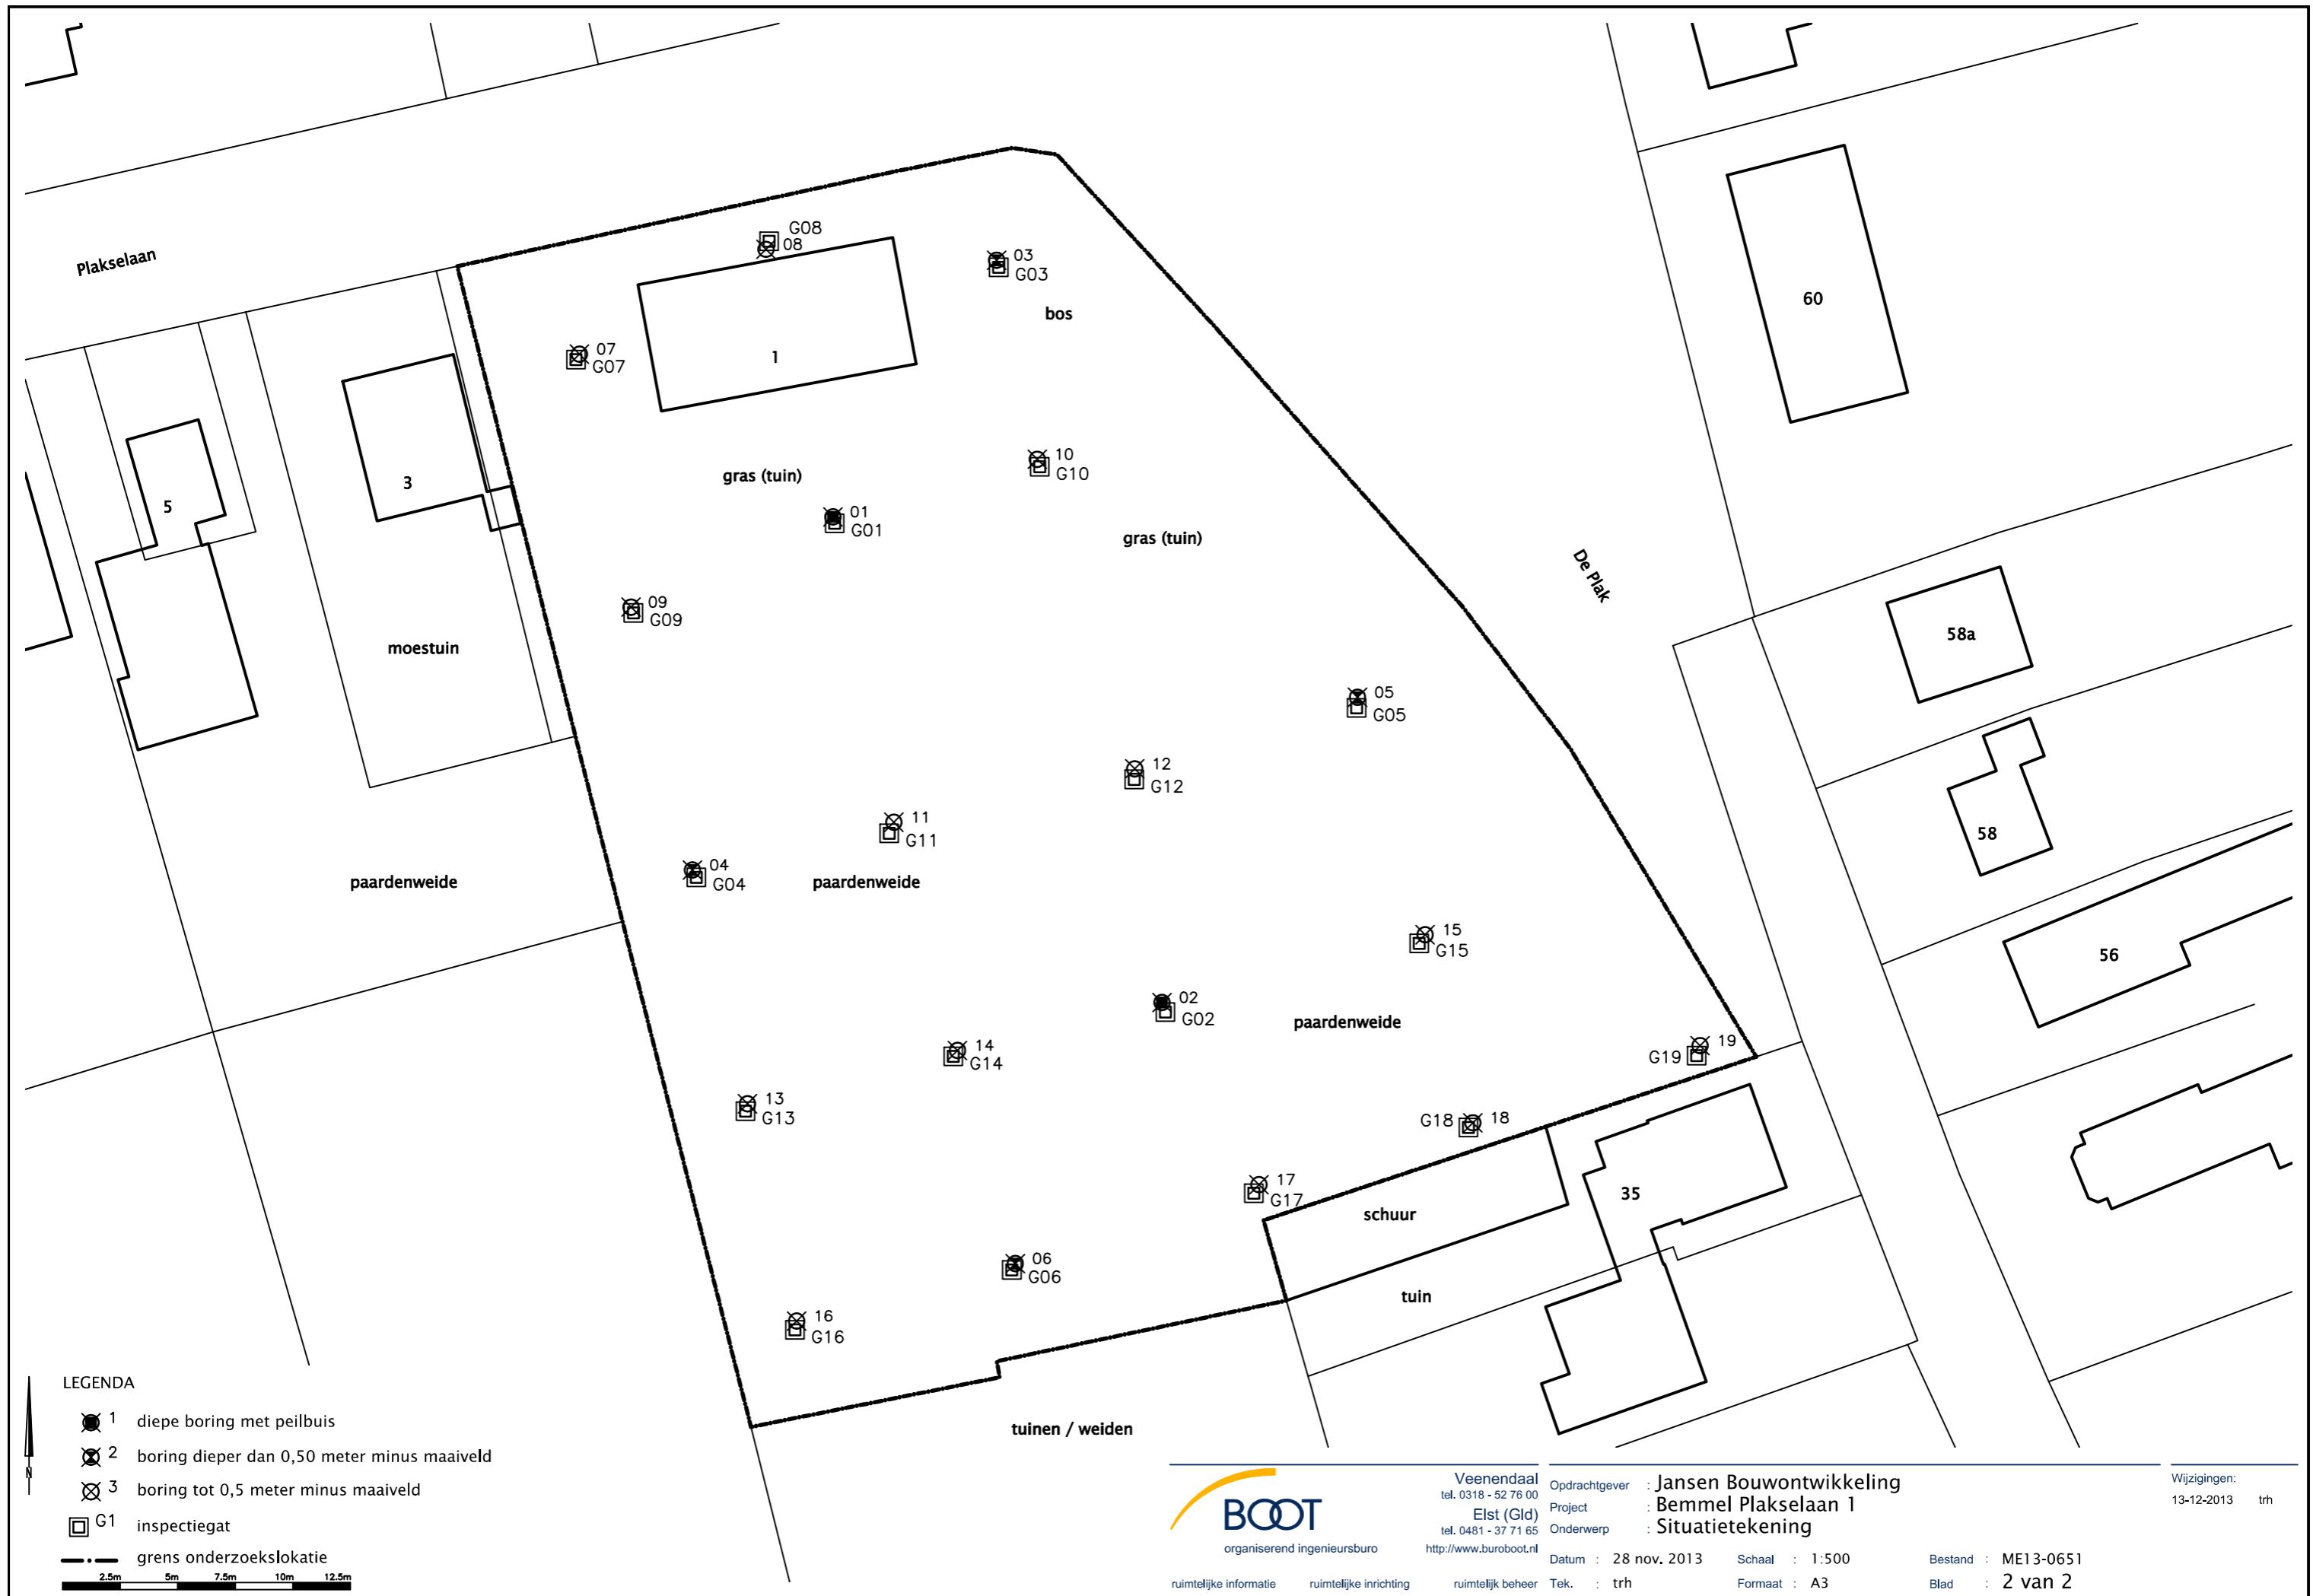 Plakselaan
G08
08
03
G03
bos
60
07
G07
1
3
5
gras (tuin)
10
G10
01
G01
gras (tuin)
De Plak
09
G09
moestuin
58a
05
G05
12
G12
11
G11
58
04
G04
paardenweide
paardenweide
15
G15
56
02
G02
paardenweide
14
G14
19
G19
13
G13
G18
18
17
G17
35
schuur
06
G06
tuin
16
G16
tuinen / weiden
LEGENDA
1 diepe boring met peilbuis
2 boring dieper dan 0,50 meter minus maaiveld
3 boring tot 0,5 meter minus maaiveld
G1 inspectiegat
grens onderzoekslokatie
2.5m 5m 7.5m 10m 12.5m
N
BOOT
organiserend ingenieursburo
Veenendaal
tel. 0318 - 52 76 00
Elst (Gld)
tel. 0481 - 37 71 65
http://www.buroboot.nl
ruimtelijke informatie ruimtelijke inrichting ruimtelijk beheer
Opdrachtgever : Jansen Bouwontwikkeling
Project : Bemmel Plakselaan 1
Onderwerp : Situatietekening
Datum : 28 nov. 2013 Schaal : 1:500 Bestand : ME13-0651
Tek. : trh Formaat : A3 Blad : 2 van 2
Wijzigingen:
13-12-2013 trh